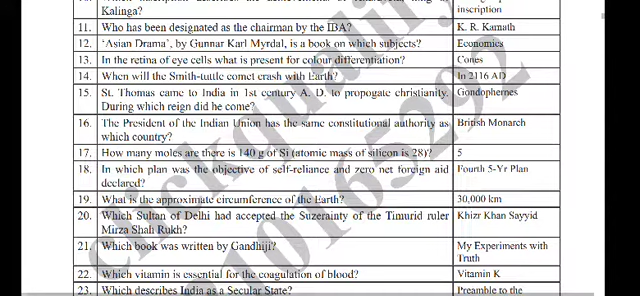 Kalinga?
inscription
11. Who has been designated as the chairman by the IBA? K. R. Kamath
12. 'Asian Drama', by Gunnar Karl Myrdal, is a book on which subjects? Economics
13. In the retina of eye cells what is present for colour differentiation? Cones
14. When will the Smith-tuttle comet crash with Earth? In 2116 AD
15. St. Thomas came to India in 1st century A. D. to propogate christianity. Gondophernes
During which reign did he come?
16. The President of the Indian Union has the same constitutional authority as British Monarch
which country?
17. How many moles are there is 140 g of Si (atomic mass of silicon is 28)? 5
18. In which plan was the objective of self-reliance and zero net foreign aid Fourth 5-Yr Plan
declared?
19. What is the approximate circumference of the Earth? 30,000 km
20. Which Sultan of Delhi had accepted the Suzerainty of the Timurid ruler Khizr Khan Sayyid
Mirza Shah Rukh?
21. Which book was written by Gandhiji? My Experiments with
Truth
22. Which vitamin is essential for the coagulation of blood? Vitamin K
23. Which describes India as a Secular State? Preamble to the